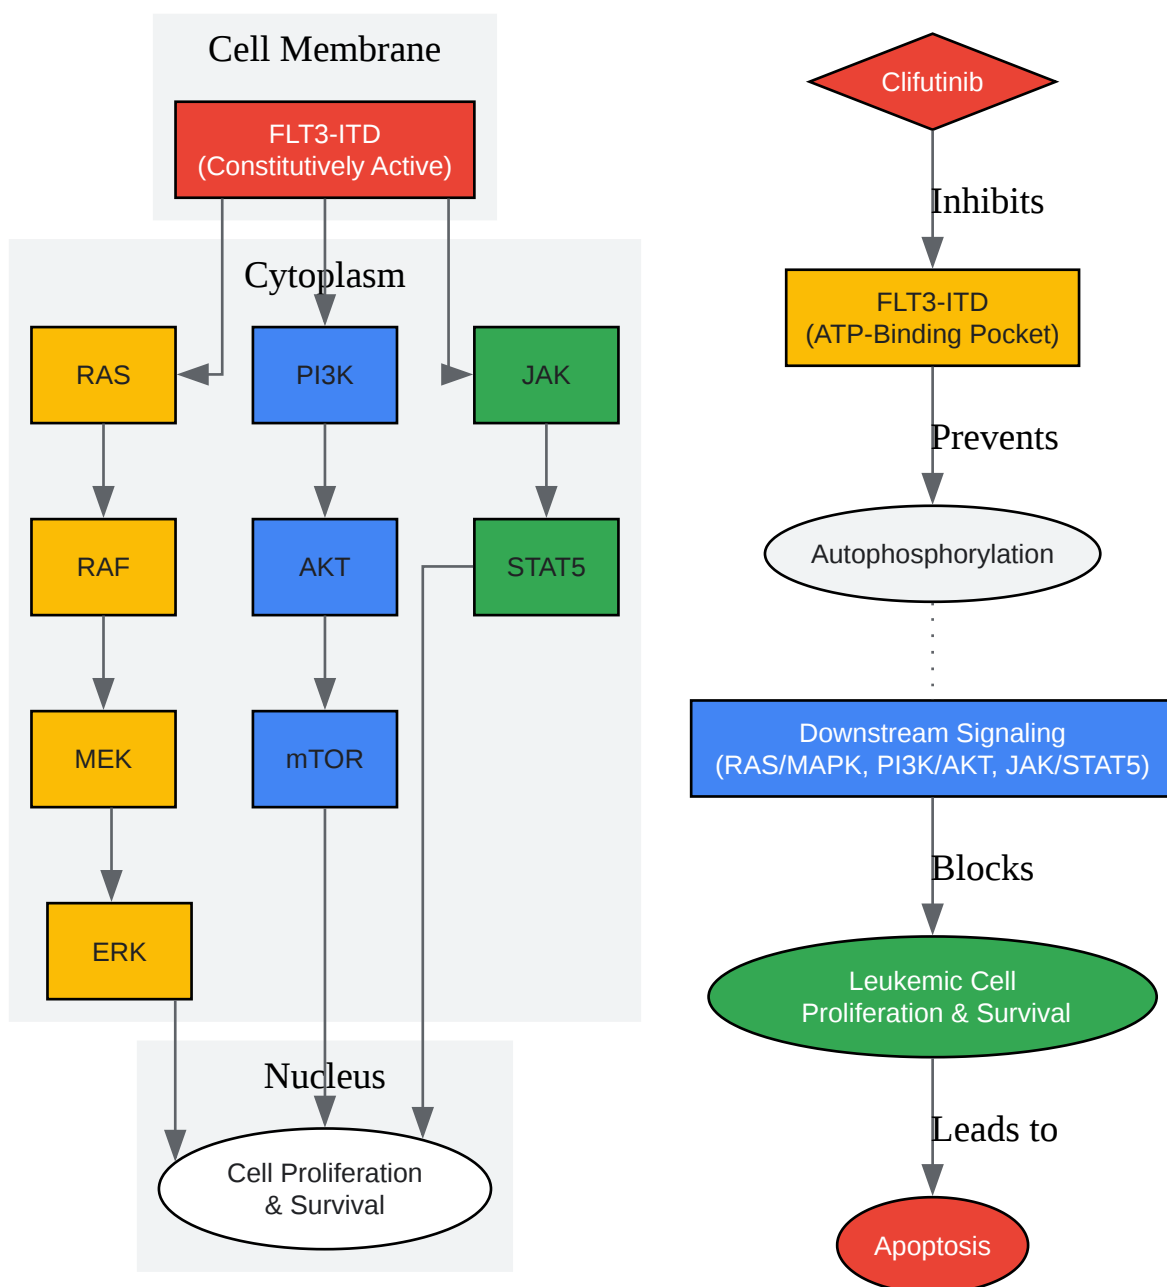 Cell Membrane
FLT3-ITD
(Constitutively Active)
Cytoplasm
RAS
PI3K
JAK
RAF
AKT
STAT5
MEK
mTOR
ERK
Nucleus
Cell Proliferation
& Survival
Clifutinib
Inhibits
FLT3-ITD
(ATP-Binding Pocket)
Prevents
Autophosphorylation
Downstream Signaling
(RAS/MAPK, PI3K/AKT, JAK/STAT5)
Blocks
Leukemic Cell
Proliferation & Survival
Leads to
Apoptosis